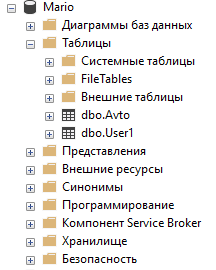 Mario
Диаграммы баз данных
Таблицы
Системные таблицы
FileTables
Внешние таблицы
dbo.Avto
dbo.User1
Представления
Внешние ресурсы
Синонимы
Программирование
Компонент Service Broker
Хранилище
Безопасность